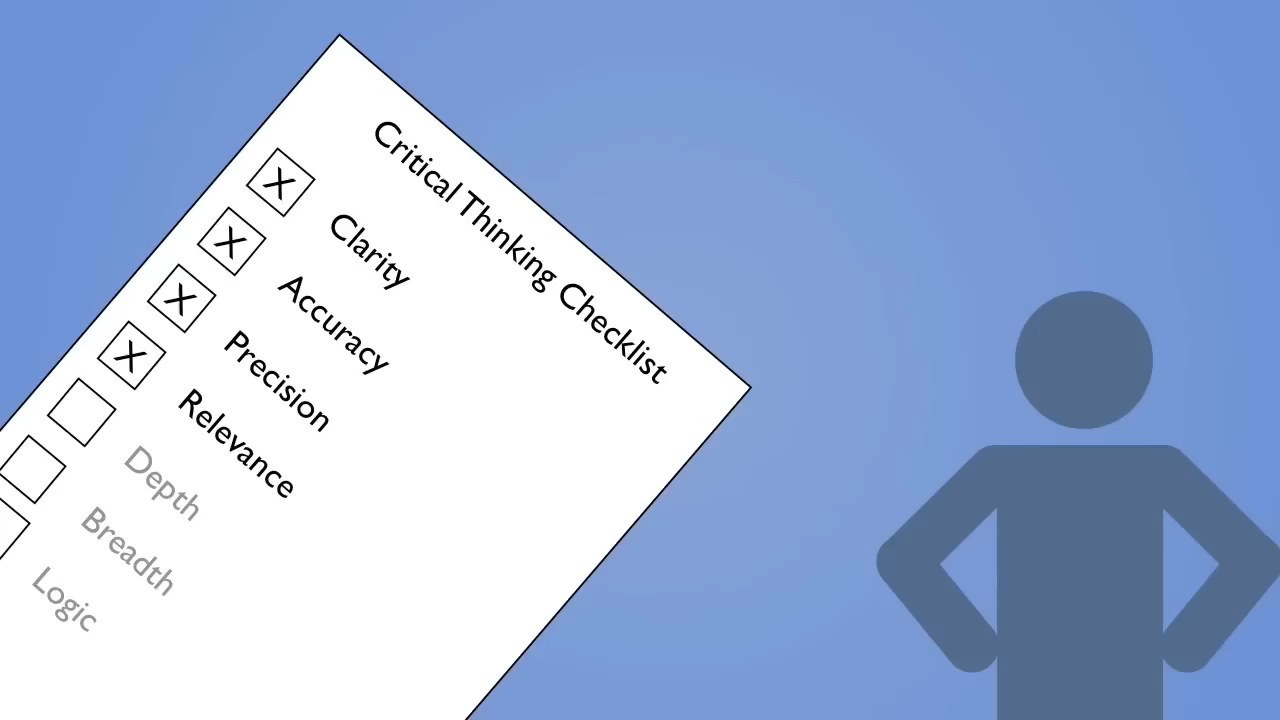 Critical Thinking Checklist
X Clarity
X Accuracy
X Precision
X Relevance
Depth
Breadth
Logic